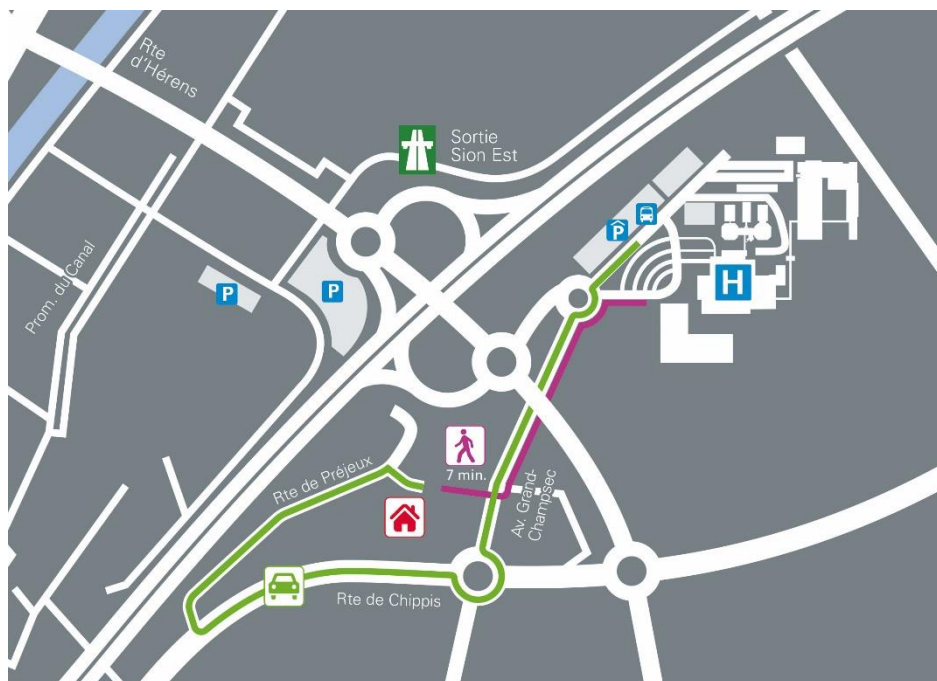 Rte
d'Hérens
Sortie
Sion Est
P
Prom. du Canal
P
P
H
7 min.
Rte de Préjeux
Av. Grand-
Champsec
Rte de Chippis